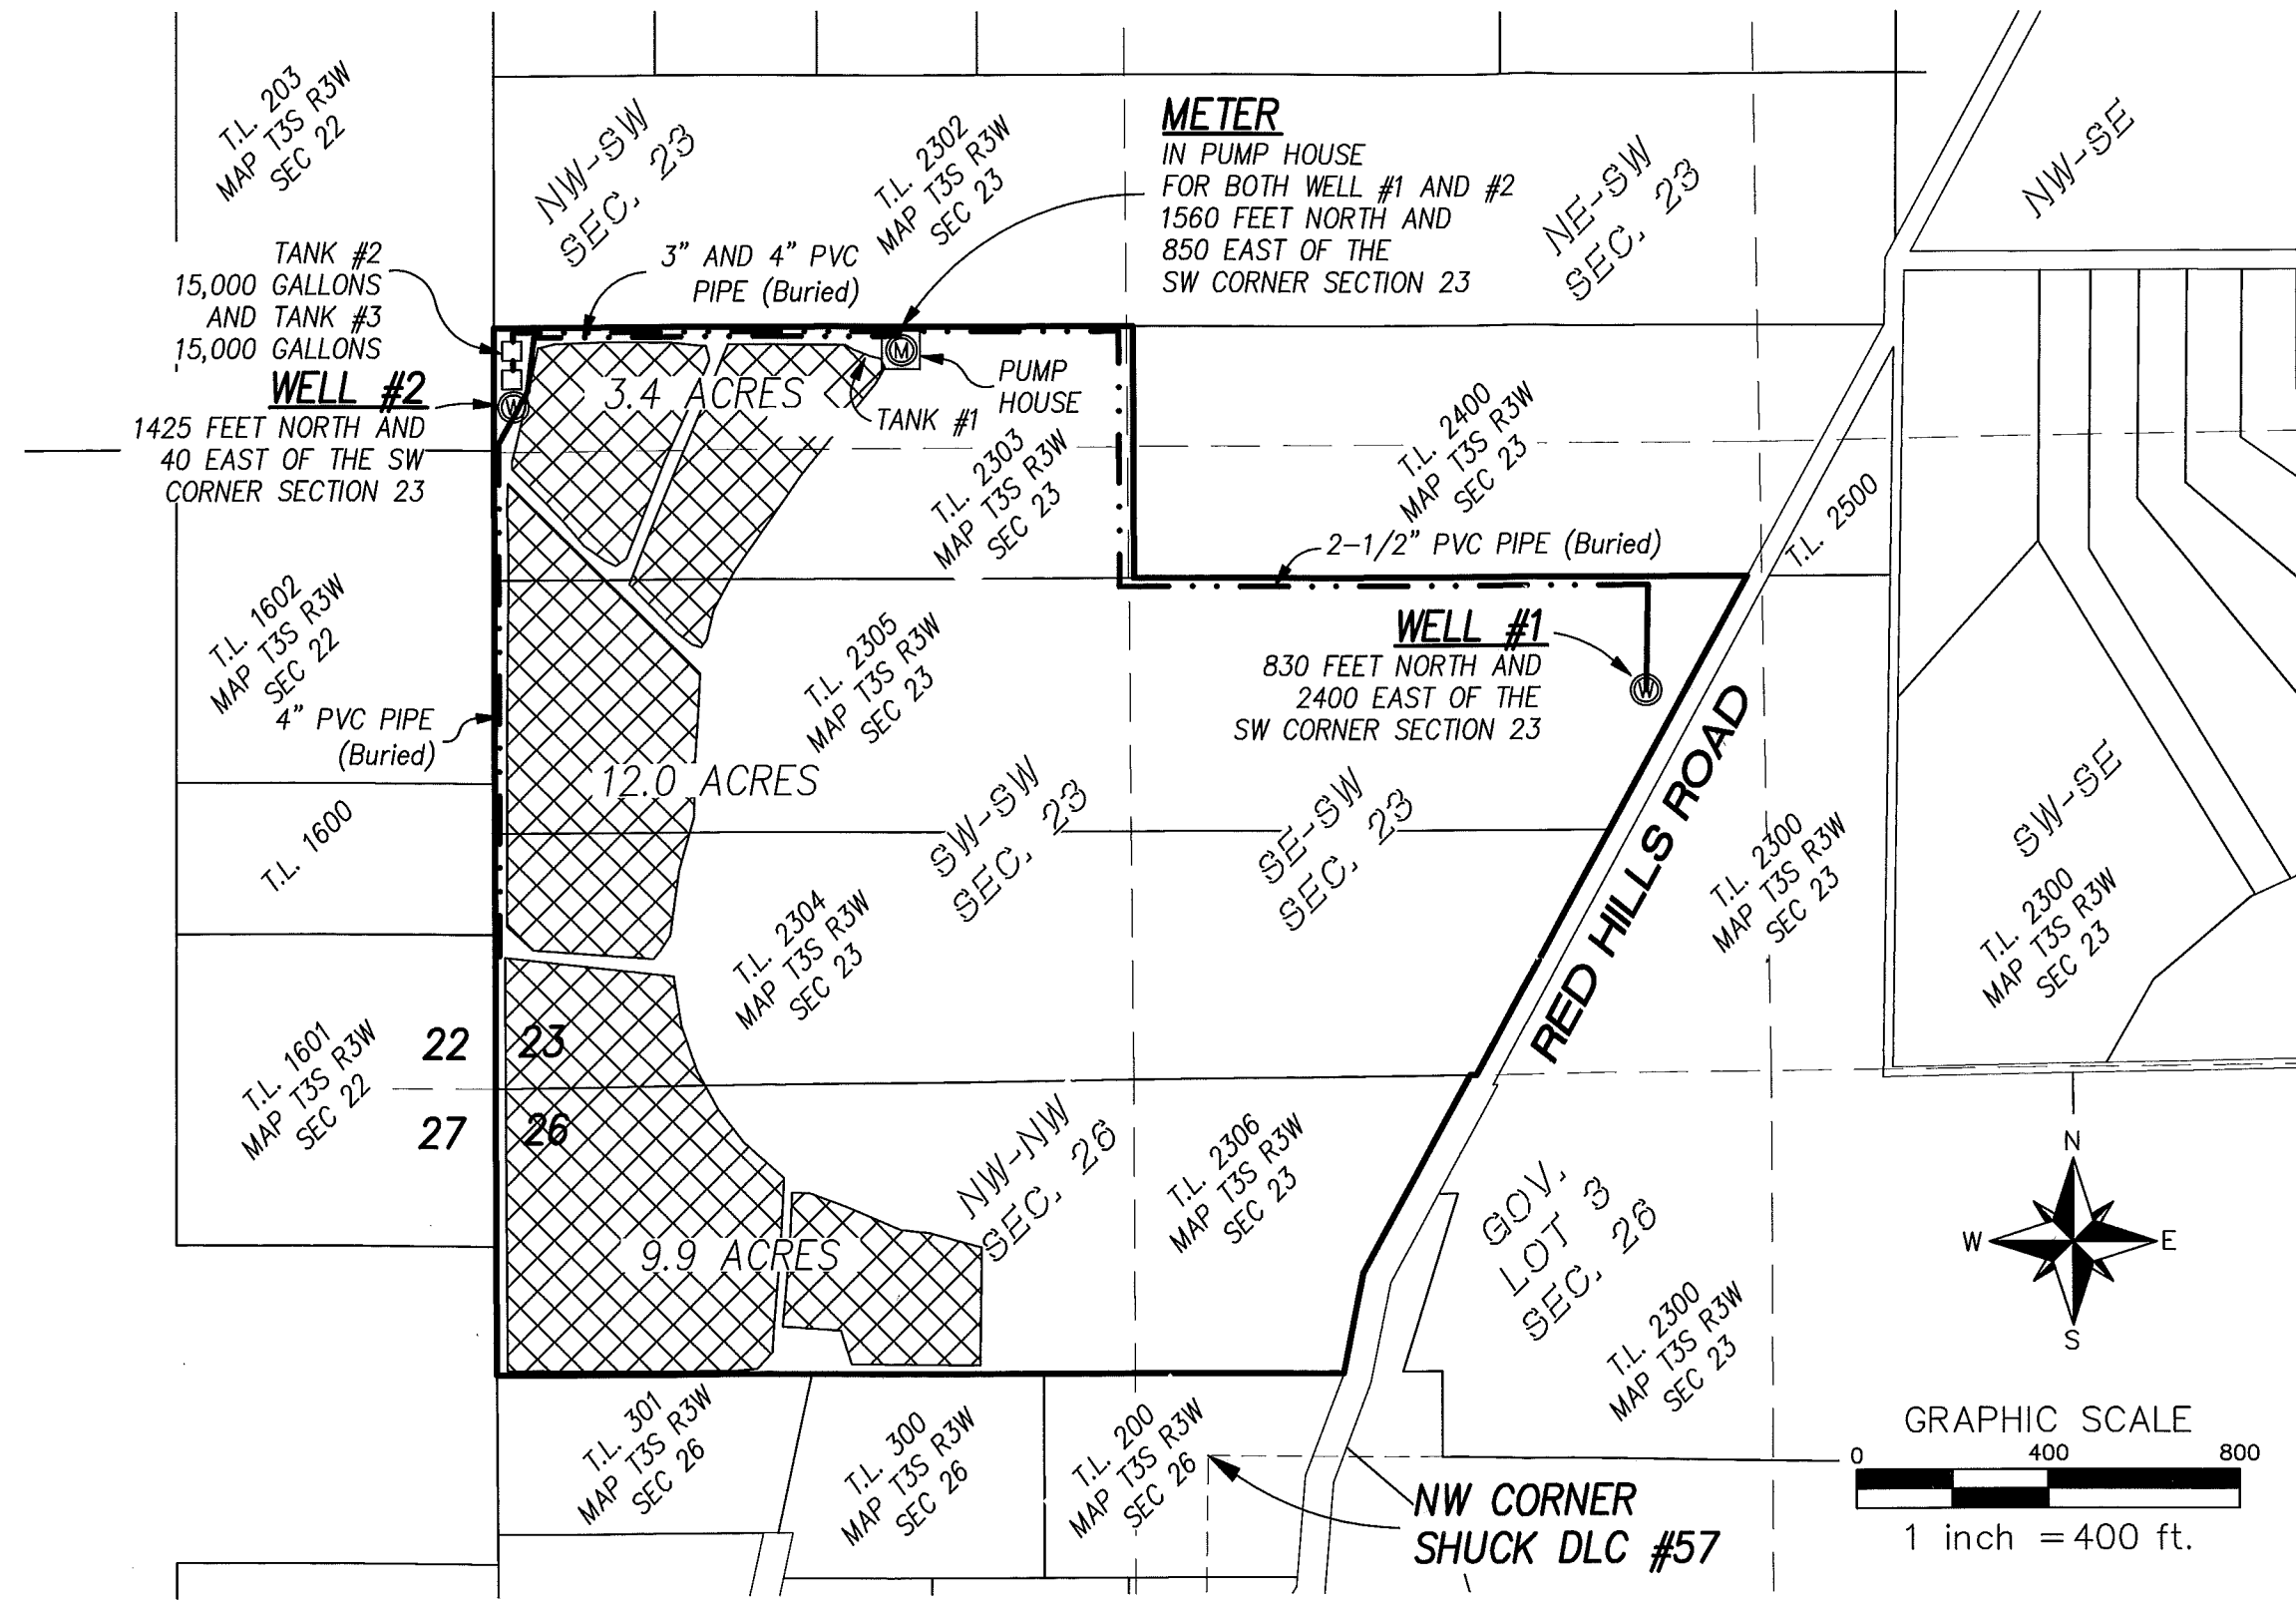 T.L. 203
MAP T3S R3W
SEC 22
NW-SW
SEC. 23
T.L. 2302
MAP T3S R3W
SEC 23
METER
IN PUMP HOUSE
FOR BOTH WELL #1 AND #2
1560 FEET NORTH AND
850 EAST OF THE
SW CORNER SECTION 23
NE-SW
SEC. 23
NW-SE
TANK #2
15,000 GALLONS
AND TANK #3
15,000 GALLONS
3" AND 4" PVC
PIPE (Buried)
WELL #2
1425 FEET NORTH AND
40 EAST OF THE SW
CORNER SECTION 23
W
3.4 ACRES
M
TANK #1
PUMP
HOUSE
T.L. 2303
MAP T3S R3W
SEC 23
T.L. 2400
MAP T3S R3W
SEC 23
T.L. 2500
2-1/2" PVC PIPE (Buried)
WELL #1
830 FEET NORTH AND
2400 EAST OF THE
SW CORNER SECTION 23
W
T.L. 1602
MAP T3S R3W
SEC 22
4" PVC PIPE
(Buried)
T.L. 2305
MAP T3S R3W
SEC 23
12.0 ACRES
T.L. 1600
SW-SW
SEC. 23
SE-SW
SEC. 23
RED HILLS ROAD
T.L. 2300
MAP T3S R3W
SEC 23
SW-SE
T.L. 2300
MAP T3S R3W
SEC 23
T.L. 2304
MAP T3S R3W
SEC 23
T.L. 1601
MAP T3S R3W
SEC 22
22 23
27 26
NW-NW
SEC. 26
T.L. 2306
MAP T3S R3W
SEC 23
GOV.
LOT 3
SEC. 26
T.L. 2300
MAP T3S R3W
SEC 23
9.9 ACRES
N
W E
S
T.L. 301
MAP T3S R3W
SEC 26
T.L. 300
MAP T3S R3W
SEC 26
T.L. 200
MAP T3S R3W
SEC 26
NW CORNER
SHUCK DLC #57
GRAPHIC SCALE
0 400 800
1 inch = 400 ft.